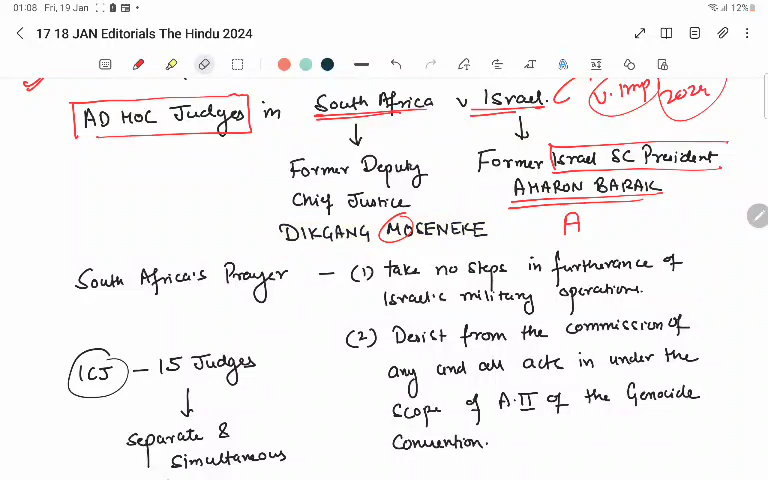 01:08 Fri, 19 Jan
12%
17 18 JAN Editorials The Hindu 2024
AD HOC Judges in South Africa v Israel. V. imp 2024
Former Deputy
Chief Justice
DIKGANG MOSENEKE
Former Israel SC President
AHARON BARAK
A
South Africa's Prayer – (1) take no steps in furtherance of
Israel's military operations.
(2) Desist from the commission of
any and all acts in under the
scope of A.II of the Genocide
Convention.
ICJ – 15 Judges
Separate &
simultaneous